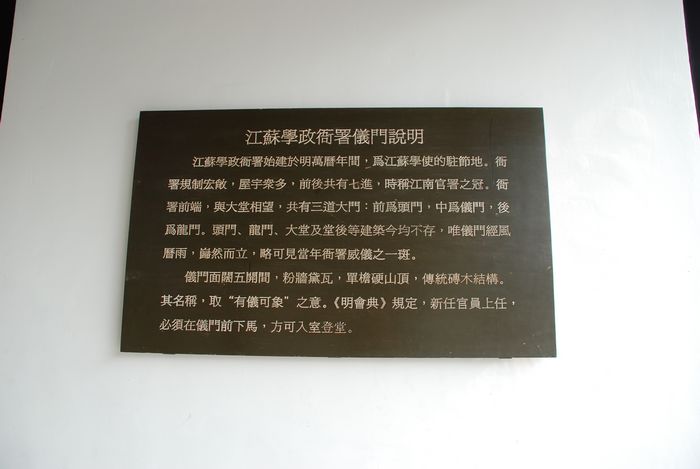 江蘇學政衙署儀門說明
江蘇學政衙署始建於明萬曆年間，爲江蘇學使的駐節地。衙
署規制宏敞，屋宇衆多，前後共有七進，時稱江南官署之冠。衙
署前端，與大堂相望，共有三道大門：前爲頭門，中爲儀門，後
爲龍門。頭門、龍門、大堂及堂後等建築今均不存，唯儀門經風
曆雨，巋然而立，略可見當年衙署威儀之一斑。
儀門面闊五開間，粉牆黛瓦，單檐硬山頂，傳統磚木結構。
其名稱，取“有儀可象”之意。《明會典》規定，新任官員上任，
必須在儀門前下馬，方可入室登堂。